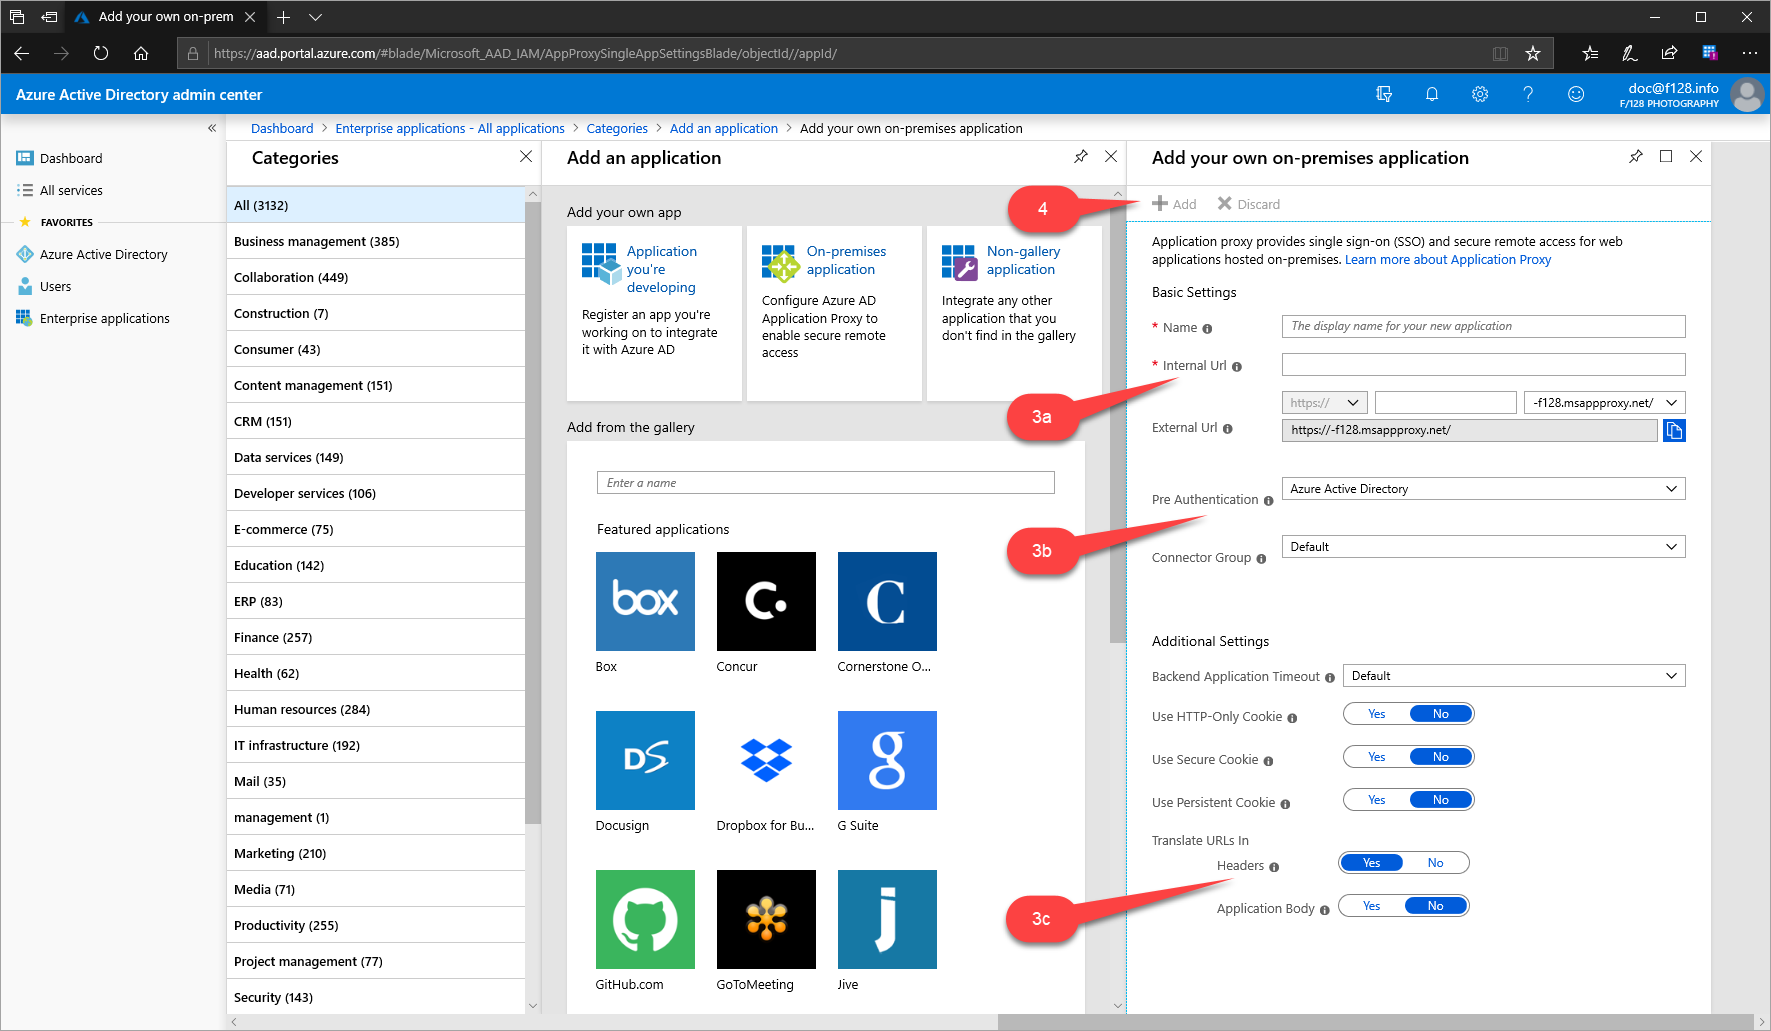 Add your own on-prem
https://aad.portal.azure.com/#blade/Microsoft_AAD_IAM/AppProxySingleAppSettingsBlade/objectId//appId/
Azure Active Directory admin center
doc@f128.info
F/128 PHOTOGRAPHY
Dashboard
All services
FAVORITES
Azure Active Directory
Users
Enterprise applications
Dashboard > Enterprise applications - All applications > Categories > Add an application > Add your own on-premises application
Categories
All (3132)
Business management (385)
Collaboration (449)
Construction (7)
Consumer (43)
Content management (151)
CRM (151)
Data services (149)
Developer services (106)
E-commerce (75)
Education (142)
ERP (83)
Finance (257)
Health (62)
Human resources (284)
IT infrastructure (192)
Mail (35)
management (1)
Marketing (210)
Media (71)
Productivity (255)
Project management (77)
Security (143)
Add an application
Add your own app
Application
you're
developing
Register an app you're
working on to integrate
it with Azure AD
On-premises
application
Configure Azure AD
Application Proxy to
enable secure remote
access
Non-gallery
application
Integrate any other
application that you
don't find in the gallery
Add from the gallery
Enter a name
Featured applications
box
Box
Concur
C
Cornerstone O...
DS
Docusign
Dropbox for Bu...
g
G Suite
GitHub.com
GoToMeeting
j
Jive
Add your own on-premises application
4
Add
Discard
Application proxy provides single sign-on (SSO) and secure remote access for web
applications hosted on-premises. Learn more about Application Proxy
Basic Settings
* Name
The display name for your new application
* Internal Url
3a
https://
-f128.msappproxy.net/
External Url
https://-f128.msappproxy.net/
Pre Authentication
Azure Active Directory
3b
Connector Group
Default
Additional Settings
Backend Application Timeout
Default
Use HTTP-Only Cookie
Yes No
Use Secure Cookie
Yes No
Use Persistent Cookie
Yes No
Translate URLs In
Headers
Yes No
3c
Application Body
Yes No